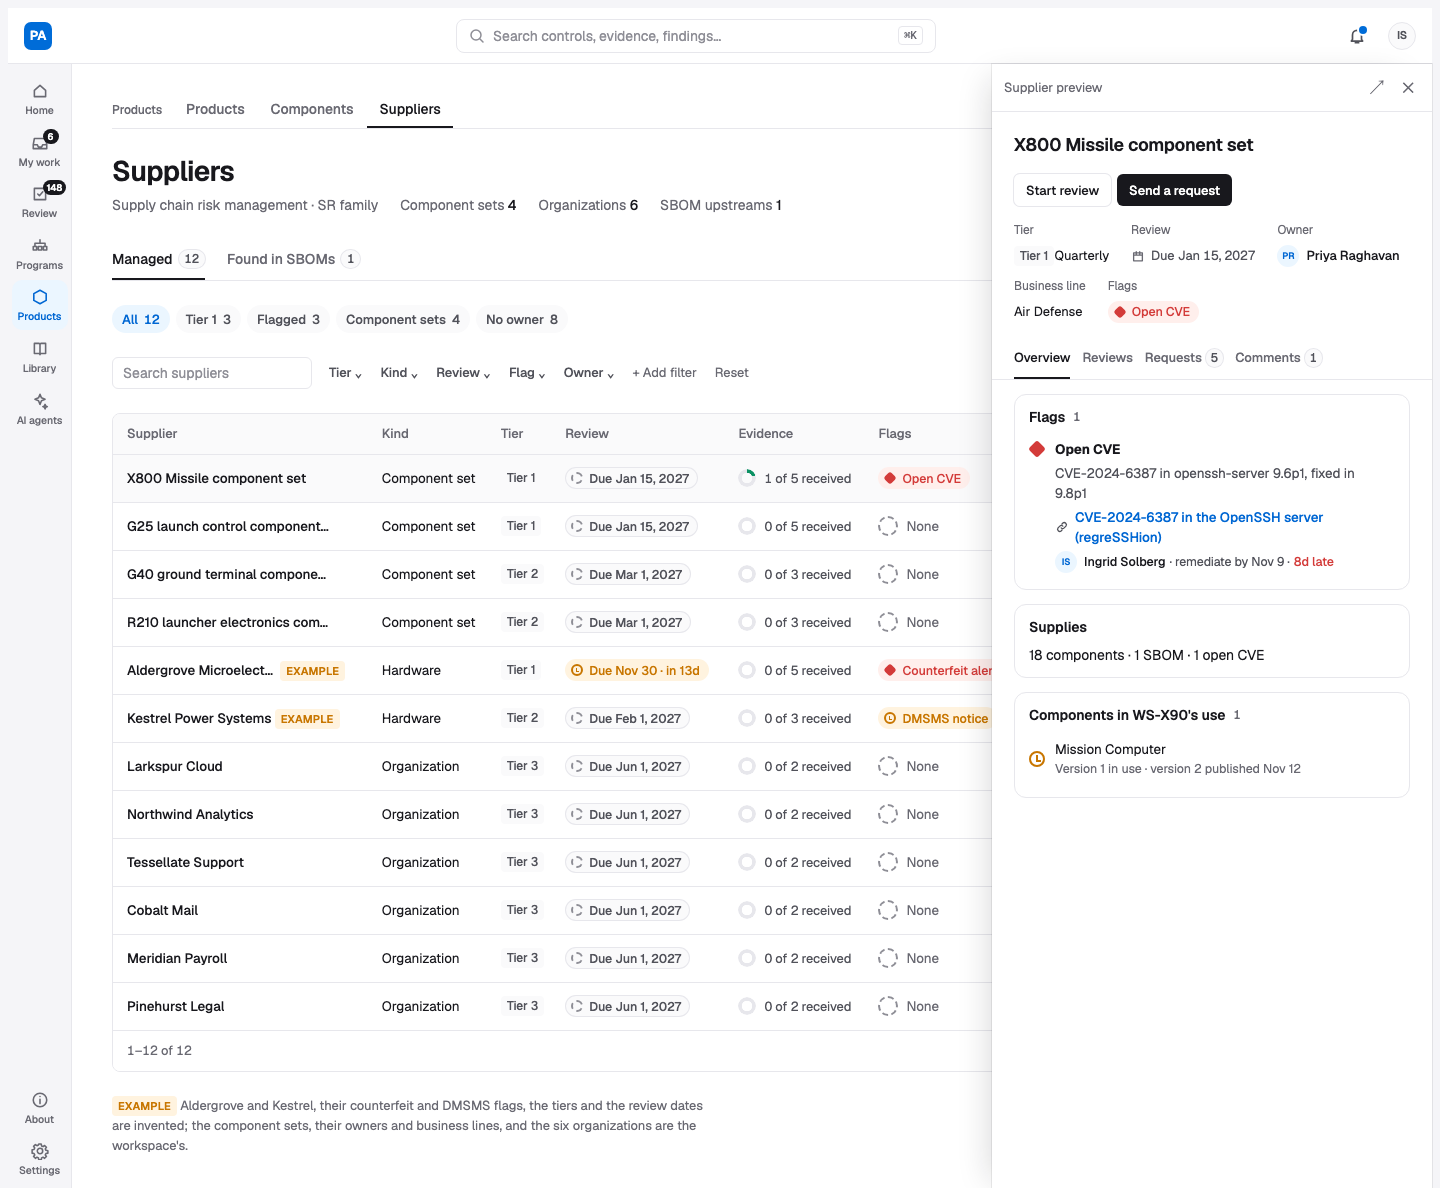 PA
Search controls, evidence, findings...
⌘K
IS
Home
6
My work
148
Review
Programs
Products
Library
AI agents
About
Settings
Products
Products
Components
Suppliers
Suppliers
Supply chain risk management · SR family
Component sets 4
Organizations 6
SBOM upstreams 1
Managed 12
Found in SBOMs 1
All 12
Tier 1 3
Flagged 3
Component sets 4
No owner 8
Search suppliers
Tier
Kind
Review
Flag
Owner
+ Add filter
Reset
Supplier Kind Tier Review Evidence Flags
X800 Missile component set Component set Tier 1 Due Jan 15, 2027 1 of 5 received Open CVE
G25 launch control component... Component set Tier 1 Due Jan 15, 2027 0 of 5 received None
G40 ground terminal compone... Component set Tier 2 Due Mar 1, 2027 0 of 3 received None
R210 launcher electronics com... Component set Tier 2 Due Mar 1, 2027 0 of 3 received None
Aldergrove Microelect... EXAMPLE Hardware Tier 1 Due Nov 30 · in 13d 0 of 5 received Counterfeit aler
Kestrel Power Systems EXAMPLE Hardware Tier 2 Due Feb 1, 2027 0 of 3 received DMSMS notice
Larkspur Cloud Organization Tier 3 Due Jun 1, 2027 0 of 2 received None
Northwind Analytics Organization Tier 3 Due Jun 1, 2027 0 of 2 received None
Tessellate Support Organization Tier 3 Due Jun 1, 2027 0 of 2 received None
Cobalt Mail Organization Tier 3 Due Jun 1, 2027 0 of 2 received None
Meridian Payroll Organization Tier 3 Due Jun 1, 2027 0 of 2 received None
Pinehurst Legal Organization Tier 3 Due Jun 1, 2027 0 of 2 received None
1–12 of 12
EXAMPLE Aldergrove and Kestrel, their counterfeit and DMSMS flags, the tiers and the review dates
are invented; the component sets, their owners and business lines, and the six organizations are the
workspace's.
Supplier preview
X800 Missile component set
Start review
Send a request
Tier Review Owner
Tier 1 Quarterly Due Jan 15, 2027 PR Priya Raghavan
Business line Flags
Air Defense Open CVE
Overview Reviews Requests 5 Comments 1
Flags 1
Open CVE
CVE-2024-6387 in openssh-server 9.6p1, fixed in
9.8p1
CVE-2024-6387 in the OpenSSH server
(regreSSHion)
IS Ingrid Solberg · remediate by Nov 9 · 8d late
Supplies
18 components · 1 SBOM · 1 open CVE
Components in WS-X90's use 1
Mission Computer
Version 1 in use · version 2 published Nov 12